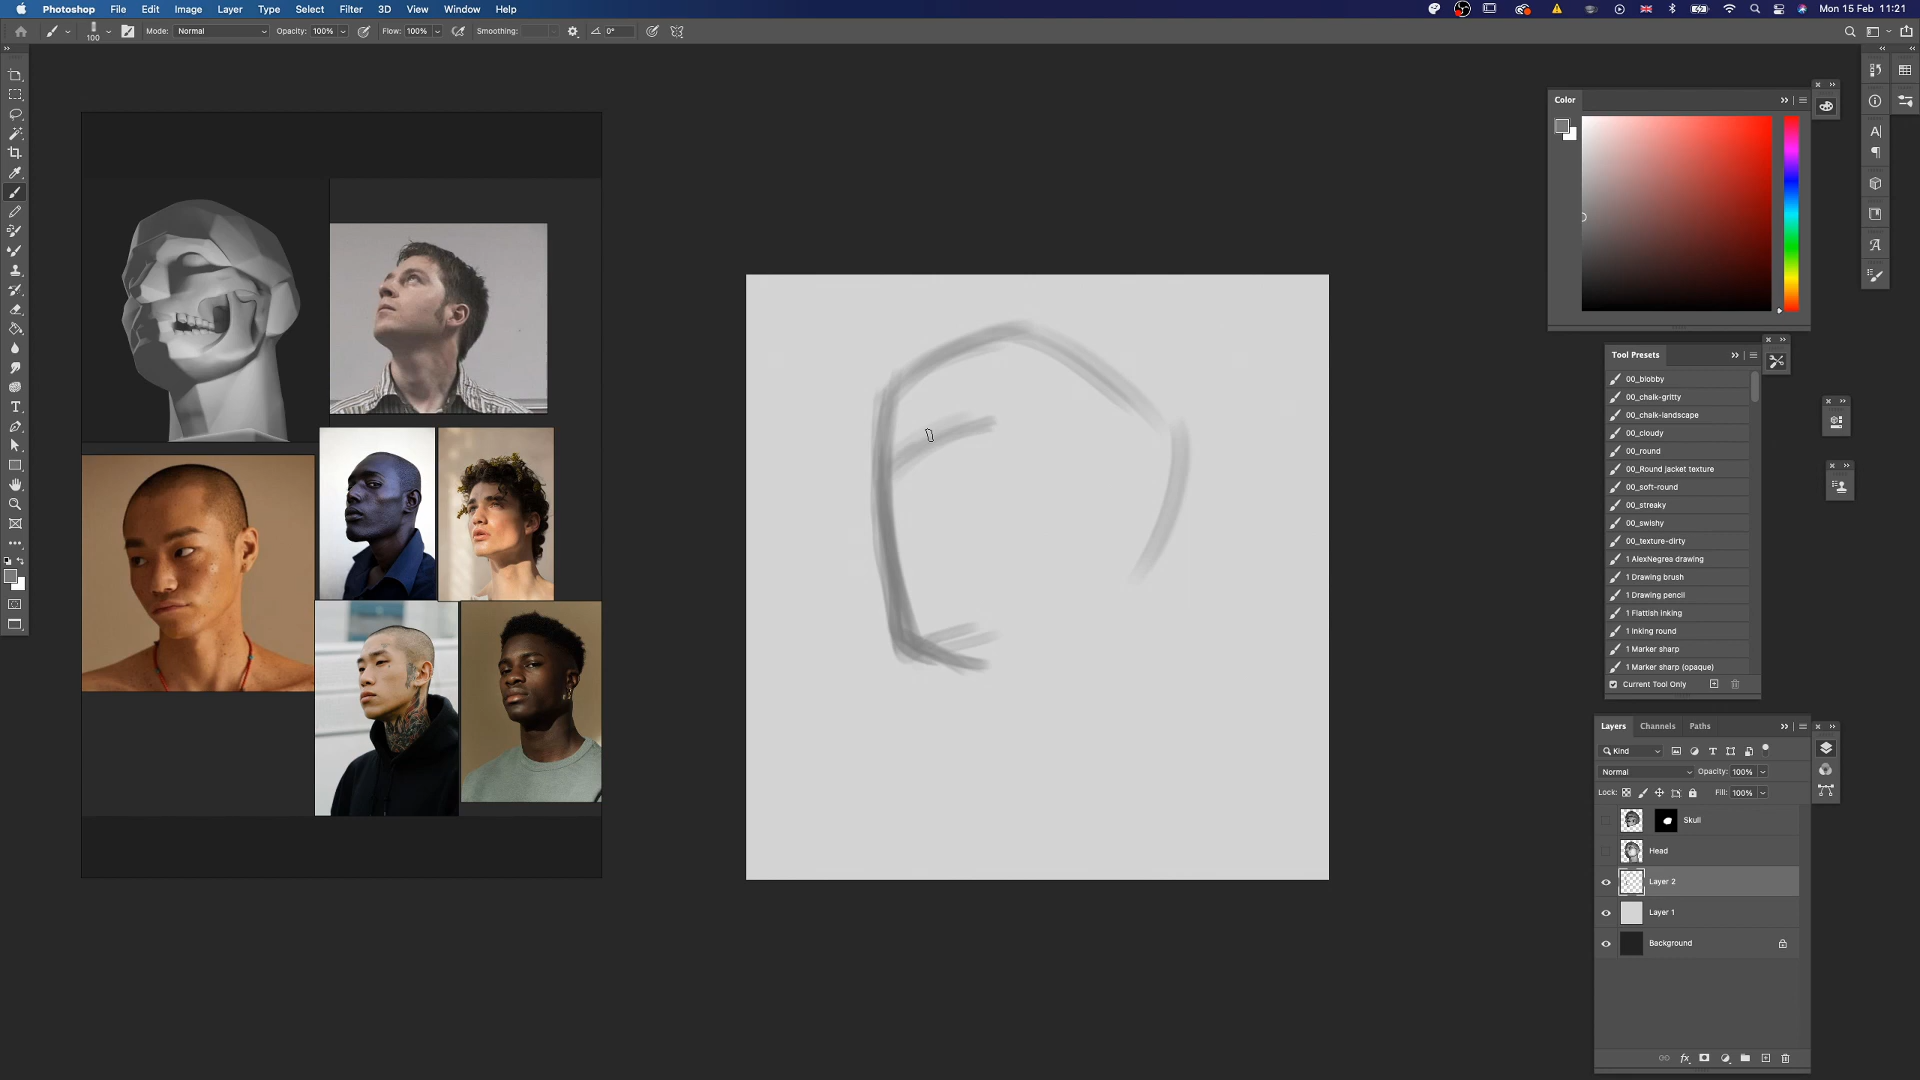 Photoshop File Edit Image Layer Type Select Filter 3D View Window Help Mon 15 Feb 11:21
100 Mode: Normal Opacity: 100% Flow: 100% Smoothing: 0°
Color
Tool Presets
00_blobby
00_chalk-gritty
00_chalk-landscape
00_cloudy
00_round
00_Round jacket texture
00_soft-round
00_streaky
00_swishy
00_texture-dirty
1 AlexNegrea drawing
1 Drawing brush
1 Drawing pencil
1 Flattish inking
1 Inking round
1 Marker sharp
1 Marker sharp (opaque)
Current Tool Only
Layers Channels Paths
Kind
Normal Opacity: 100%
Lock: Fill: 100%
Skull
Head
Layer 2
Layer 1
Background